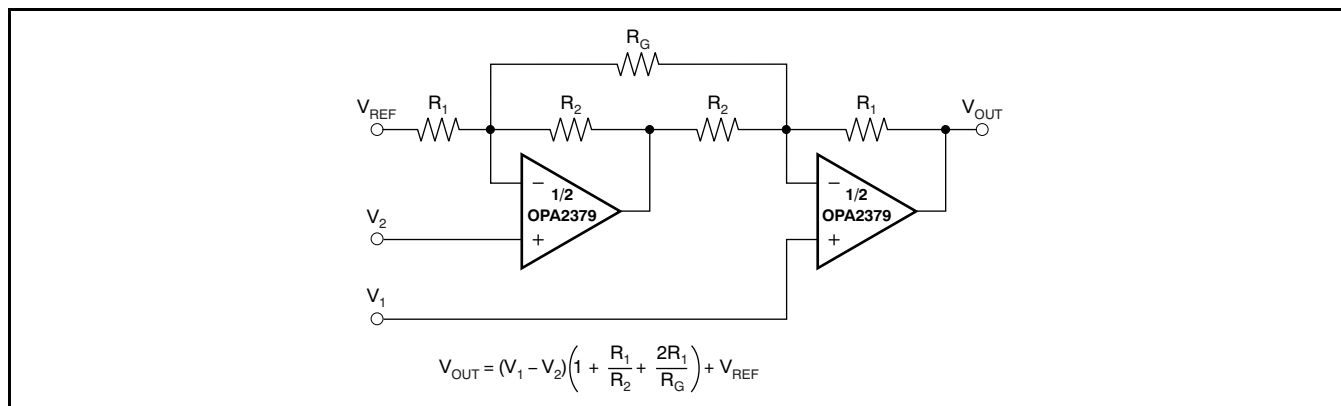 R_G
V_REF
R_1
R_2
R_2
R_1
V_OUT
−
1/2
OPA2379
+
−
1/2
OPA2379
+
V_2
V_1
V_OUT = (V_1 – V_2)(1 + R_1/R_2 + 2R_1/R_G) + V_REF